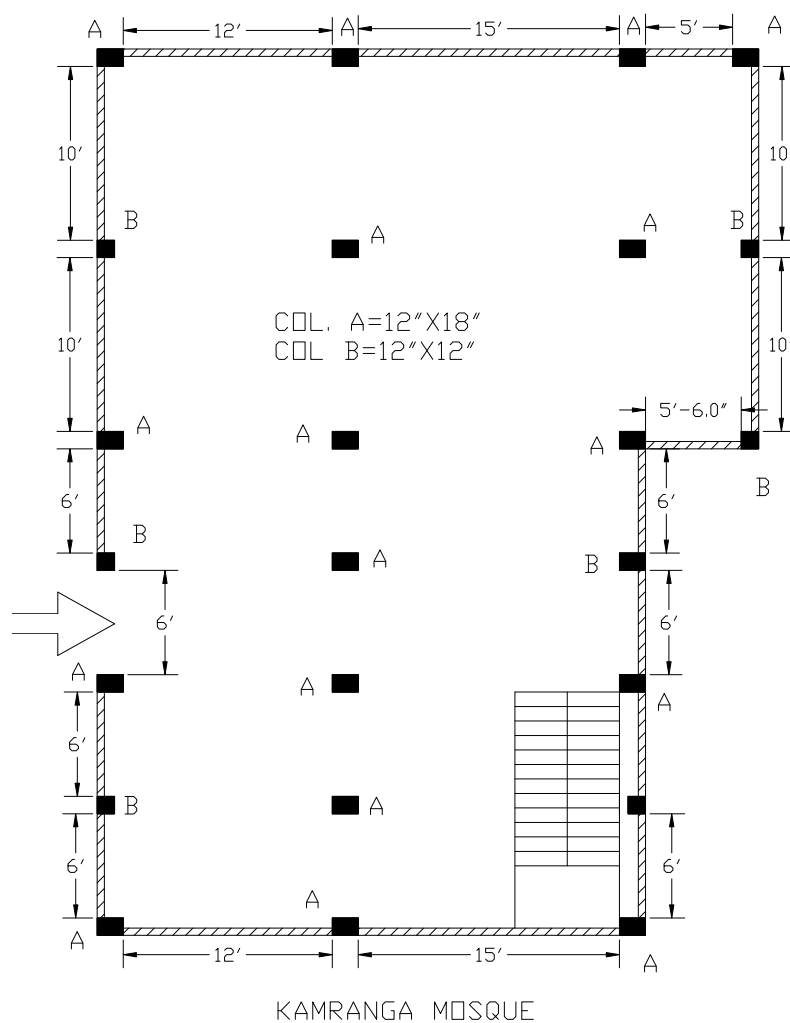 A A A A
12' 15' 5'
10' 10'
B A A B
COL. A=12"X18"
COL B=12"X12"
10' 10'
5'-6.0"
A A A
6' 6'
B
B A B
6' 6'
A A A
6'
B A
6' 6'
A
A A
12' 15'
KAMRANGA MOSQUE